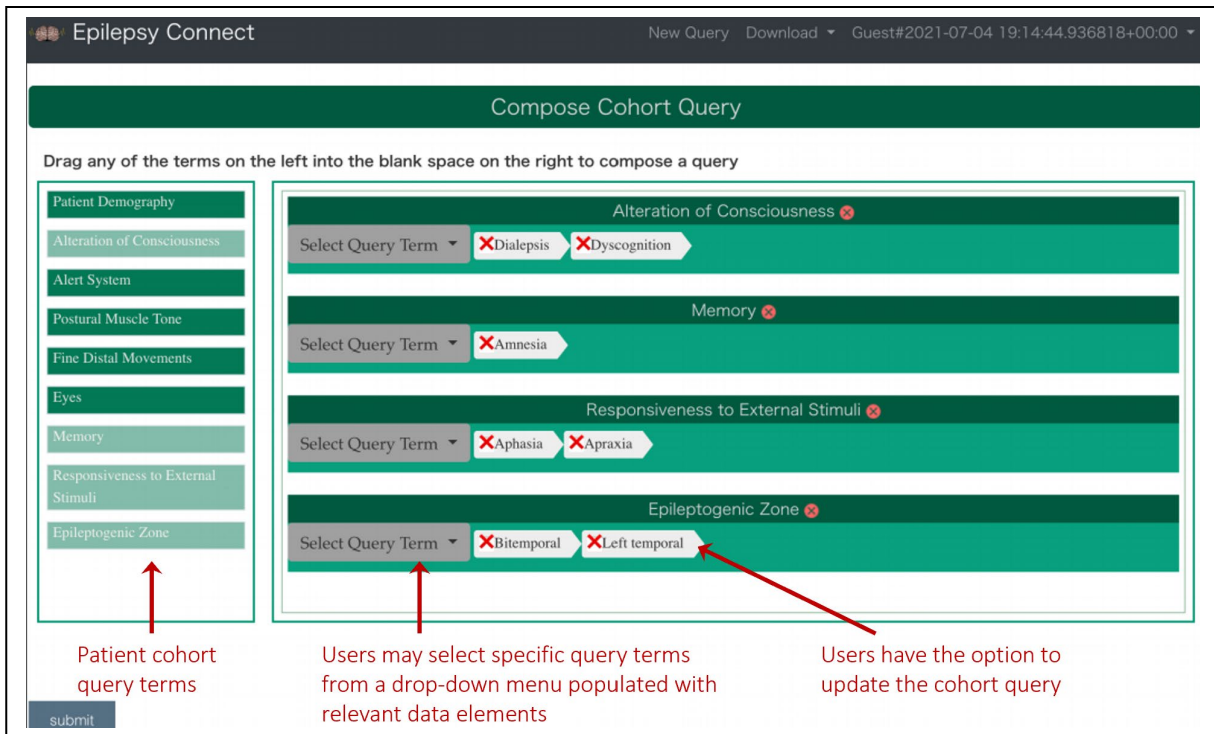 Epilepsy Connect
New Query Download Guest#2021-07-04 19:14:44.936818+00:00
Compose Cohort Query
Drag any of the terms on the left into the blank space on the right to compose a query
Patient Demography
Alteration of Consciousness
Alert System
Postural Muscle Tone
Fine Distal Movements
Eyes
Memory
Responsiveness to External
Stimuli
Epileptogenic Zone
Alteration of Consciousness
Select Query Term Dialepsis Dyscognition
Memory
Select Query Term Amnesia
Responsiveness to External Stimuli
Select Query Term Aphasia Apraxia
Epileptogenic Zone
Select Query Term Bitemporal Left temporal
Patient cohort
query terms
Users may select specific query terms
from a drop-down menu populated with
relevant data elements
Users have the option to
update the cohort query
submit